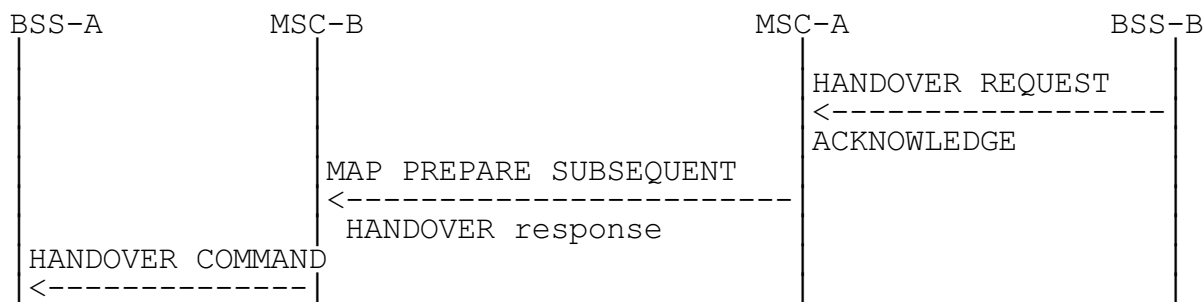 BSS-A MSC-B MSC-A BSS-B
HANDOVER REQUEST
ACKNOWLEDGE
MAP PREPARE SUBSEQUENT
HANDOVER response
HANDOVER COMMAND